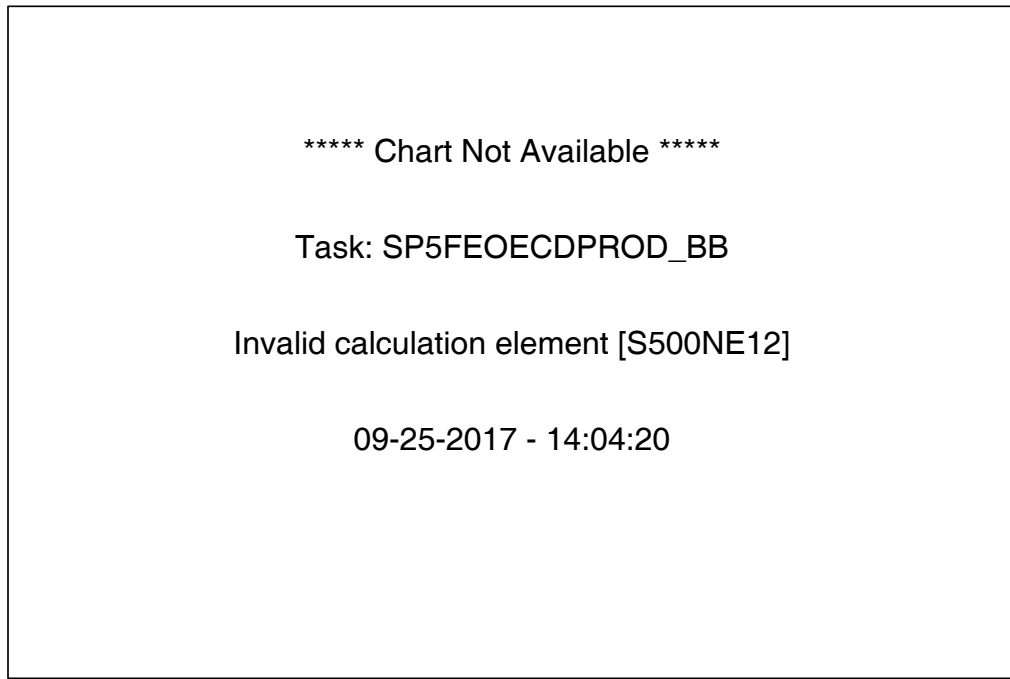 ***** Chart Not Available *****
Task: SP5FEOECDPROD_BB
Invalid calculation element [S500NE12]
09-25-2017 - 14:04:20